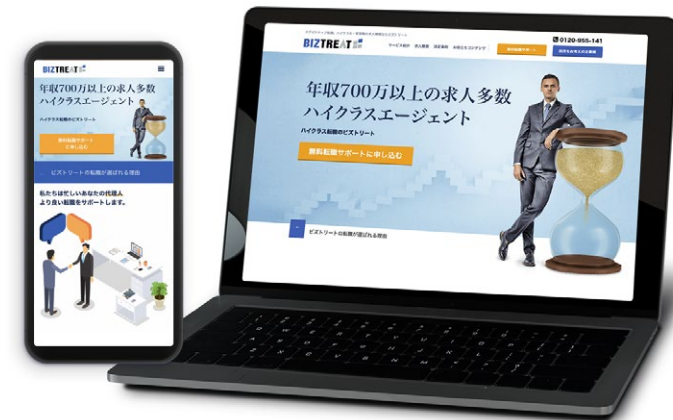 BIZTREAT
年収700万以上の求人多数
ハイクラスエージェント
ハイクラス転職のビズトリート
無料転職サポート
に申し込む
ビズトリートの転職が選ばれる理由
私たちは忙しいあなたの代理人
より良い転職をサポートします。
BIZTREAT
0120-955-141
年収700万以上の求人多数
ハイクラスエージェント
ハイクラス転職のビズトリート
無料転職サポートに申し込む
ビズトリートの転職が選ばれる理由